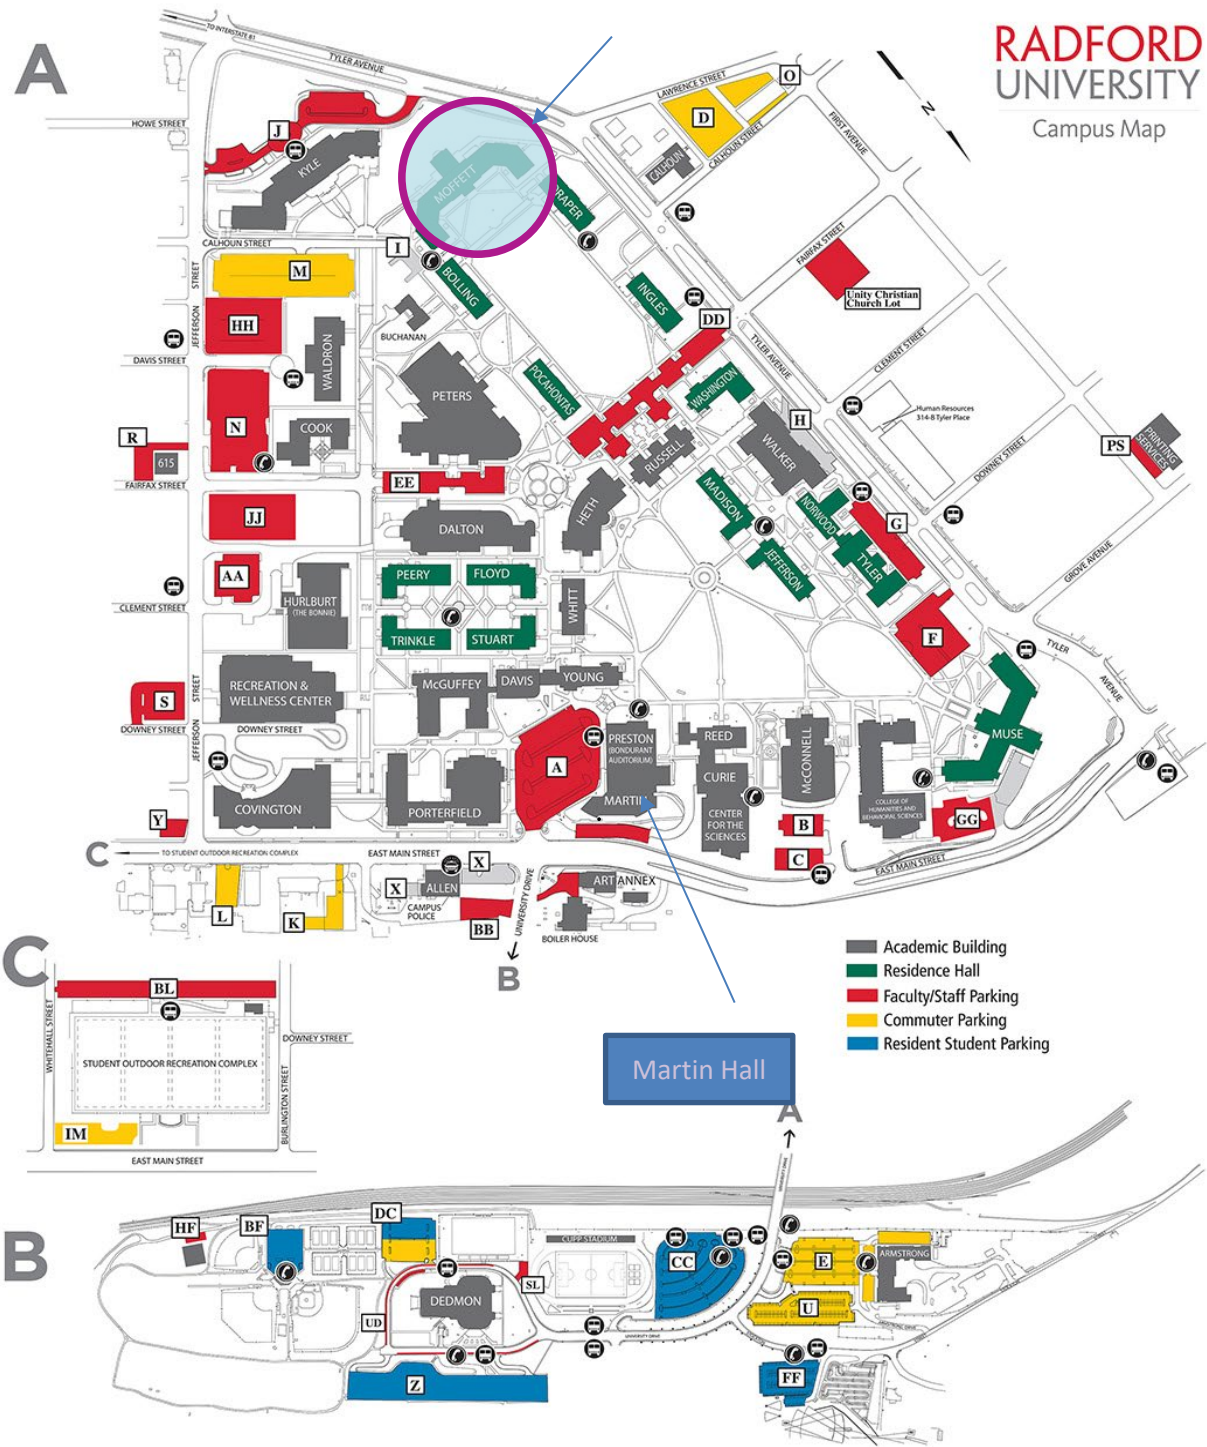 A
RADFORD
UNIVERSITY
Campus Map
TO INTERSTATE 81
TYLER AVENUE
LAWRENCE STREET
O
D
CALHOUN STREET
FIRST AVENUE
N
HOWE STREET
J
KYLE
MOFFETT
DRAPER
CALHOUN
CALHOUN STREET
I
M
BOLLING
INGLES
FAIRFAX STREET
Unity Christian
Church Lot
STREET
JEFFERSON
HH
WALDRON
BUCHANAN
DD
TYLER AVENUE
CLEMENT STREET
DAVIS STREET
PETERS
POCAHONTAS
WASHINGTON
Human Resources
314-B Tyler Place
N
COOK
H
WALKER
RUSSELL
DOWNEY STREET
PS
PRINTING
SERVICES
R
615
FAIRFAX STREET
EE
HETH
MADISON
NORWOOD
G
JJ
DALTON
JEFFERSON
TYLER
GROVE AVENUE
AA
PEERY
FLOYD
HURLBURT
(THE BONNIE)
WHITT
CLEMENT STREET
TRINKLE
STUART
F
TYLER
AVENUE
RECREATION &
WELLNESS CENTER
McGUFFEY
DAVIS
YOUNG
STREET
JEFFERSON
S
DOWNEY STREET
DOWNEY STREET
PRESTON
(BONDURANT
AUDITORIUM)
REED
McCONNELL
MUSE
A
CURIE
MARTIN
COVINGTON
PORTERFIELD
CENTER
FOR THE
SCIENCES
COLLEGE OF
HUMANITIES AND
BEHAVIORAL SCIENCES
GG
Y
B
C
C
TO STUDENT OUTDOOR RECREATION COMPLEX
EAST MAIN STREET
EAST MAIN STREET
X
X
ALLEN
CAMPUS
POLICE
UNIVERSITY DRIVE
ART ANNEX
L
K
BB
BOILER HOUSE
B
Academic Building
Residence Hall
Faculty/Staff Parking
Commuter Parking
Resident Student Parking
C
BL
WHITEHALL STREET
DOWNEY STREET
STUDENT OUTDOOR RECREATION COMPLEX
BURLINGTON STREET
IM
EAST MAIN STREET
Martin Hall
A
B
HF
BF
DC
CUPP STADIUM
CC
E
ARMSTRONG
SL
DEDMON
UD
U
UNIVERSITY DRIVE
Z
FF